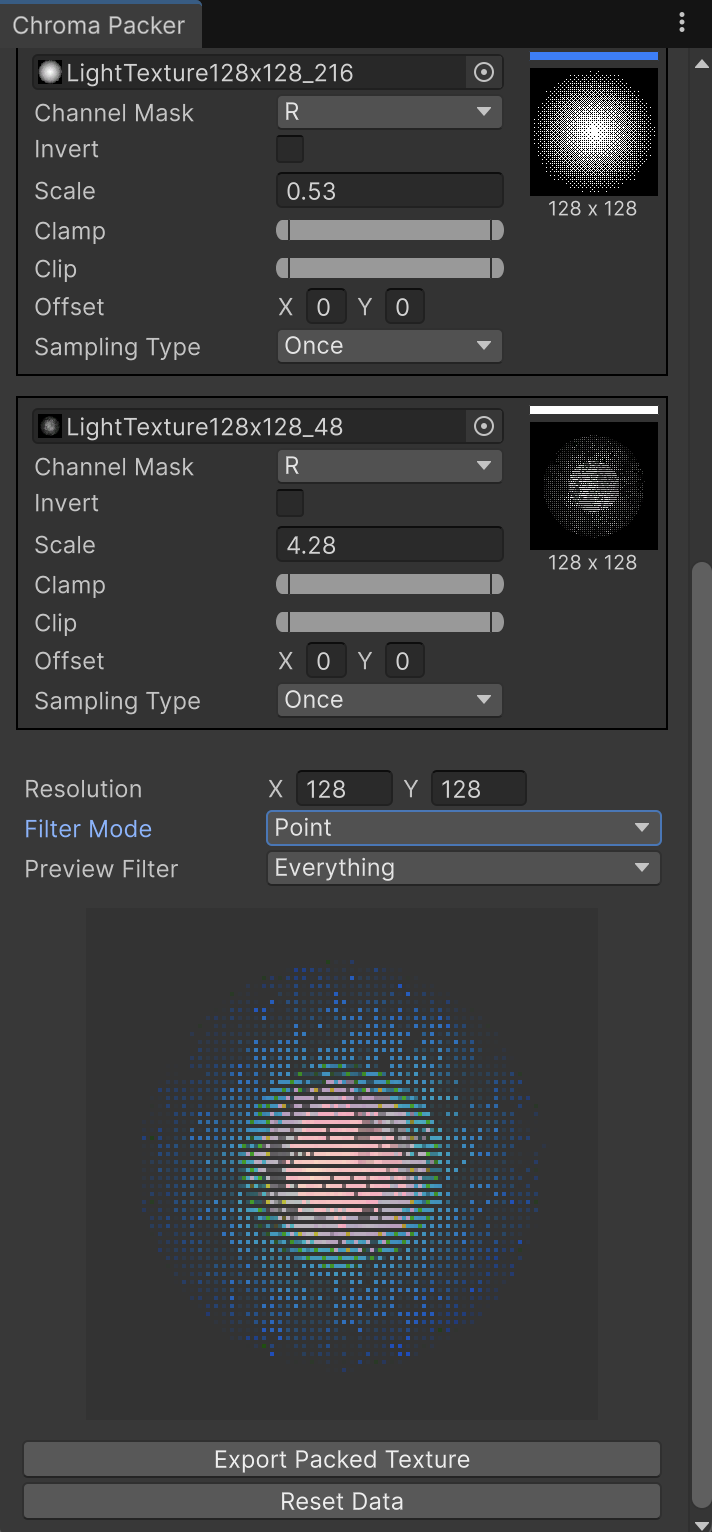 Chroma Packer
LightTexture128x128_216
Channel Mask R
Invert
Scale 0.53
128 x 128
Clamp
Clip
Offset X 0 Y 0
Sampling Type Once
LightTexture128x128_48
Channel Mask R
Invert
Scale 4.28
128 x 128
Clamp
Clip
Offset X 0 Y 0
Sampling Type Once
Resolution X 128 Y 128
Filter Mode Point
Preview Filter Everything
Export Packed Texture
Reset Data